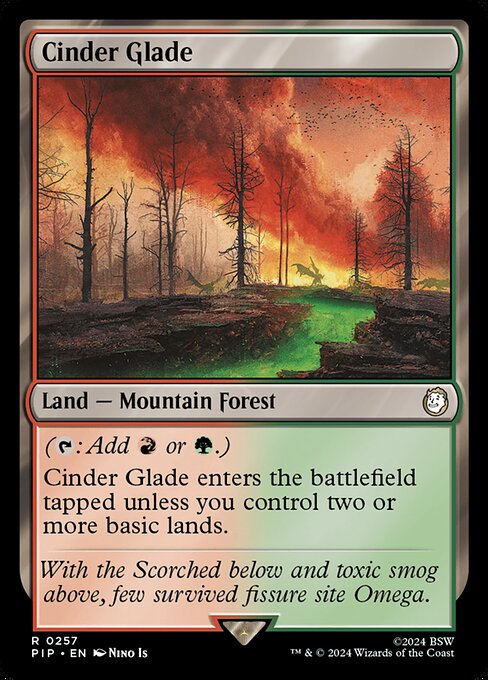 Cinder Glade
Land — Mountain Forest
(: Add or .)
Cinder Glade enters the battlefield
tapped unless you control two or
more basic lands.
With the Scorched below and toxic smog
above, few survived fissure site Omega.
R 0257
PIP • EN Nino Is
©2024 BSW
™ & © 2024 Wizards of the Coast